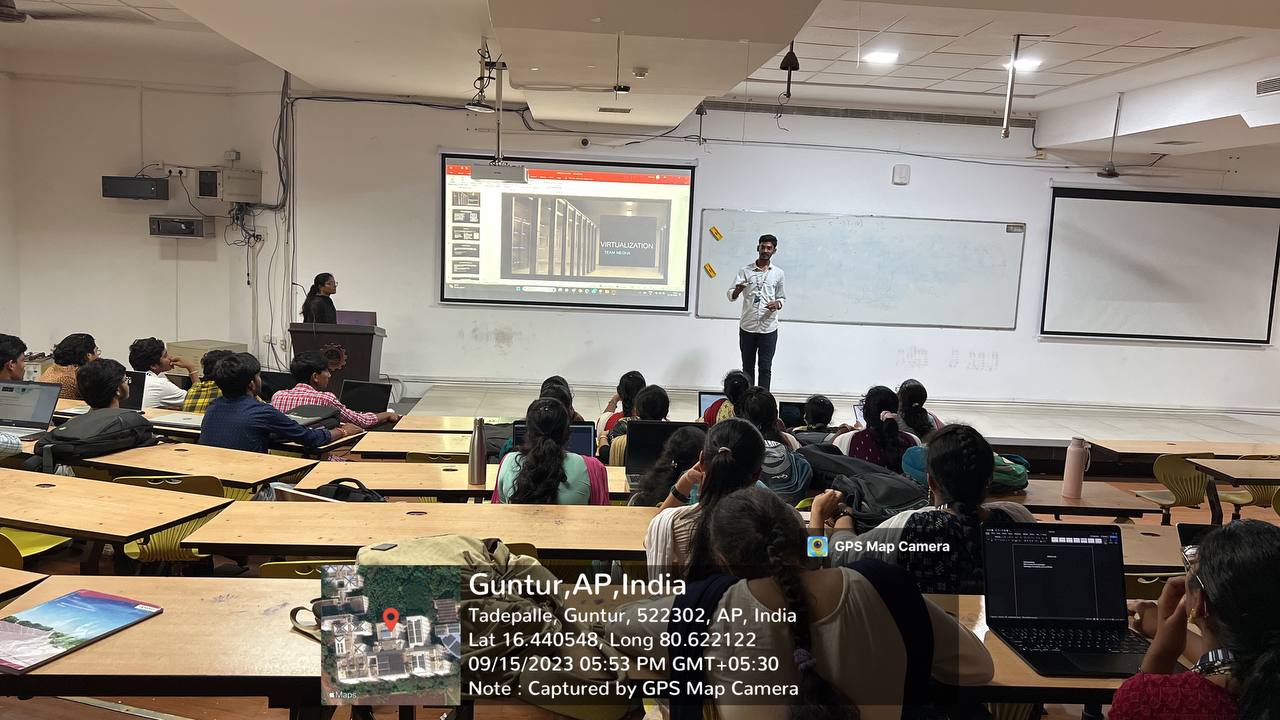 VIRTUALIZATION
TEAM MEGHA
GPS Map Camera
Guntur,AP,India
Tadepalle, Guntur, 522302, AP, India
Lat 16.440548, Long 80.622122
09/15/2023 05:53 PM GMT+05:30
Note : Captured by GPS Map Camera
Maps